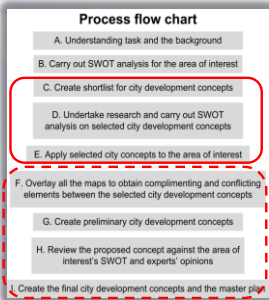 Process flow chart
A. Understanding task and the background
B. Carry out SWOT analysis for the area of interest
C. Create shortlist for city development concepts
D. Undertake research and carry out SWOT
analysis on selected city development concepts
E. Apply selected city concepts to the area of interest
F. Overlay all the maps to obtain complimenting and conflicting
elements between the selected city development concepts
G. Create preliminary city development concepts
H. Review the proposed concept against the area of
interest's SWOT and experts' opinions
I. Create the final city development concepts and the master plan